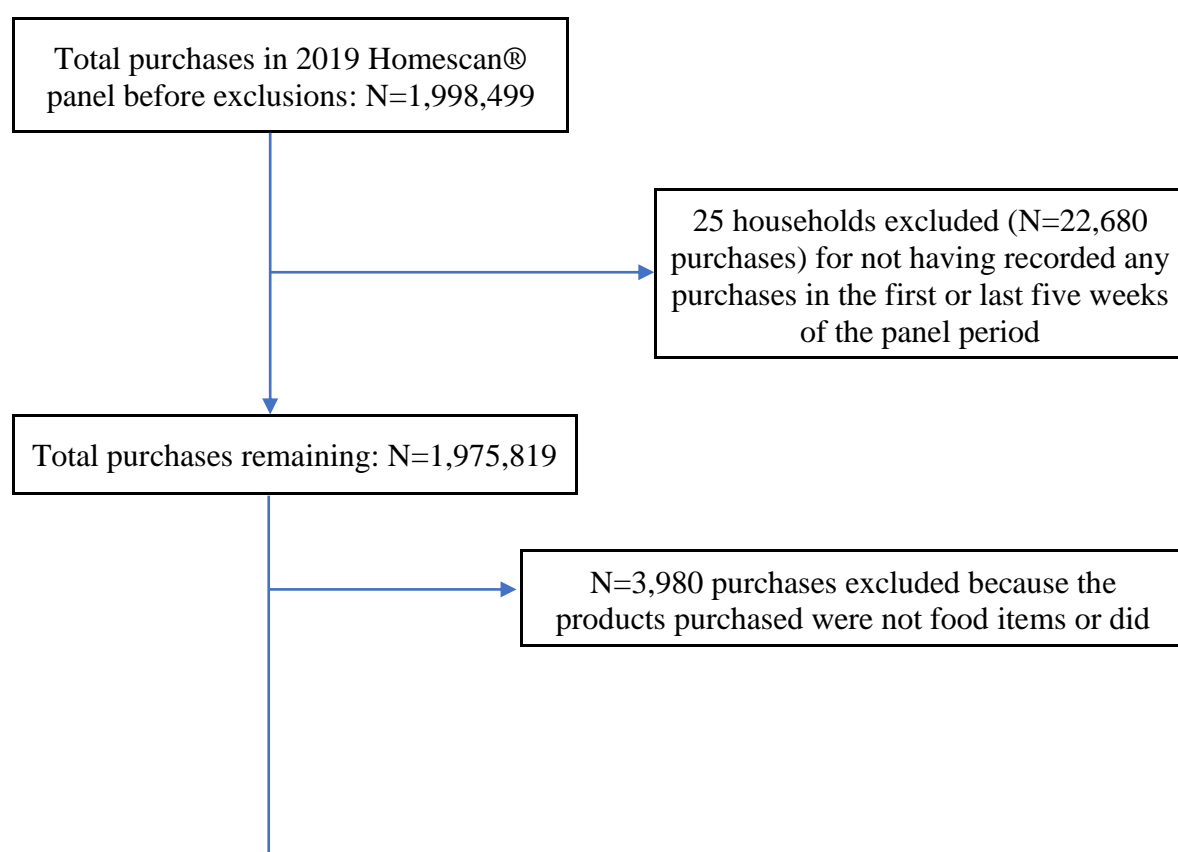 Total purchases in 2019 Homescan®
panel before exclusions: N=1,998,499
25 households excluded (N=22,680
purchases) for not having recorded any
purchases in the first or last five weeks
of the panel period
Total purchases remaining: N=1,975,819
N=3,980 purchases excluded because the
products purchased were not food items or did